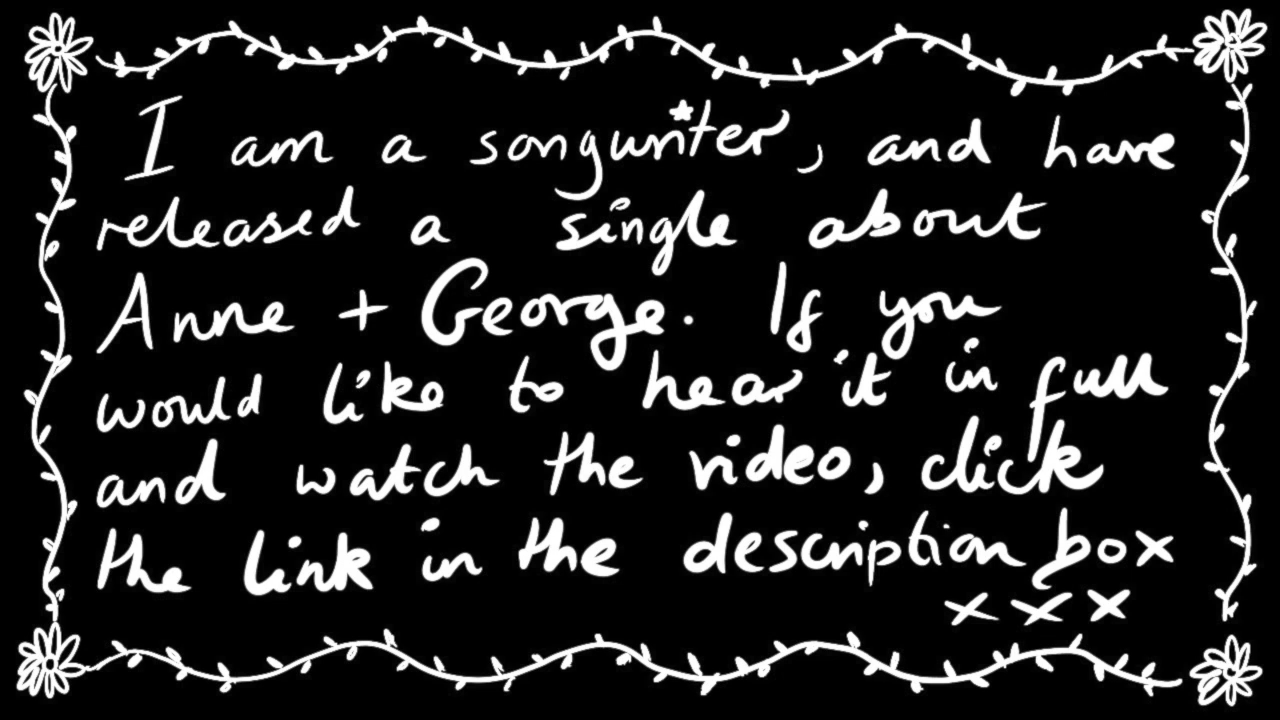 I am a songwriter, and have
released a single about
Anne + George. If you
would like to hear it in full
and watch the video, click
the link in the description box
xxx